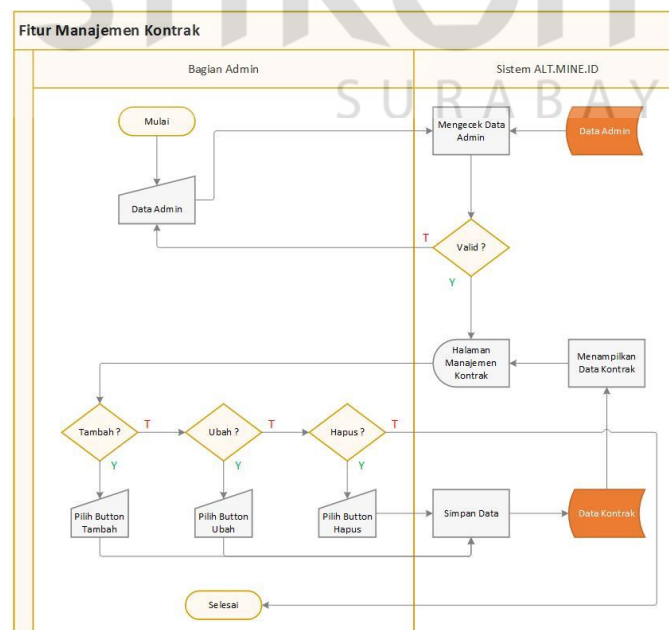 Fitur Manajemen Kontrak
Bagian Admin
Sistem ALT.MINE.ID
SURABAY
Mulai
Mengecek Data
Admin
Data Admin
Data Admin
T
Valid ?
Y
Halaman
Manajemen
Kontrak
Menampilkan
Data Kontrak
Tambah ?
T
Ubah ?
T
Hapus ?
T
Y
Y
Y
Pilih Button
Tambah
Pilih Button
Ubah
Pilih Button
Hapus
Simpan Data
Data Kontrak
Selesai